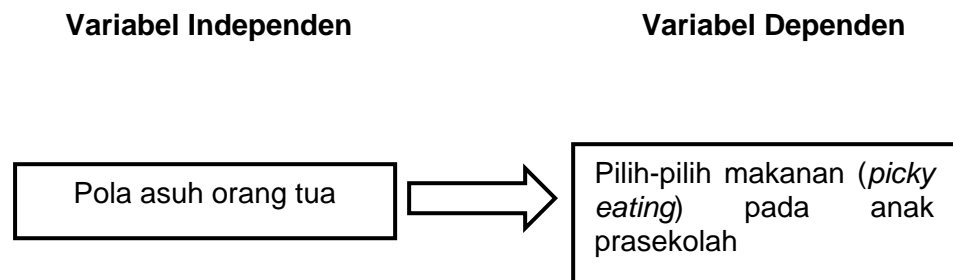 Variabel Independen
Variabel Dependen
Pola asuh orang tua
Pilih-pilih makanan (picky
eating) pada anak
prasekolah